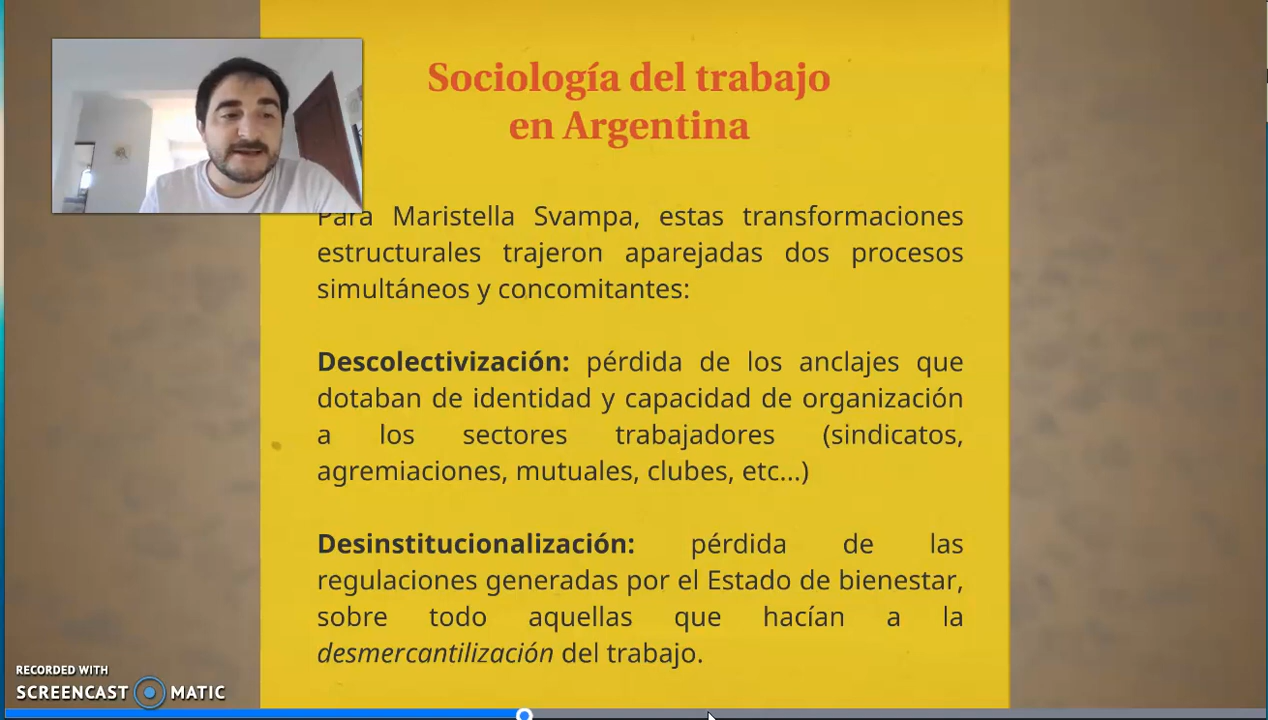 Sociología del trabajo
en Argentina
Para Maristella Svampa, estas transformaciones
estructurales trajeron aparejadas dos procesos
simultáneos y concomitantes:
Descolectivización: pérdida de los anclajes que
dotaban de identidad y capacidad de organización
a los sectores trabajadores (sindicatos,
agremiaciones, mutuales, clubes, etc...)
Desinstitucionalización: pérdida de las
regulaciones generadas por el Estado de bienestar,
sobre todo aquellas que hacían a la
desmercantilización del trabajo.
RECORDED WITH
SCREENCAST MATIC